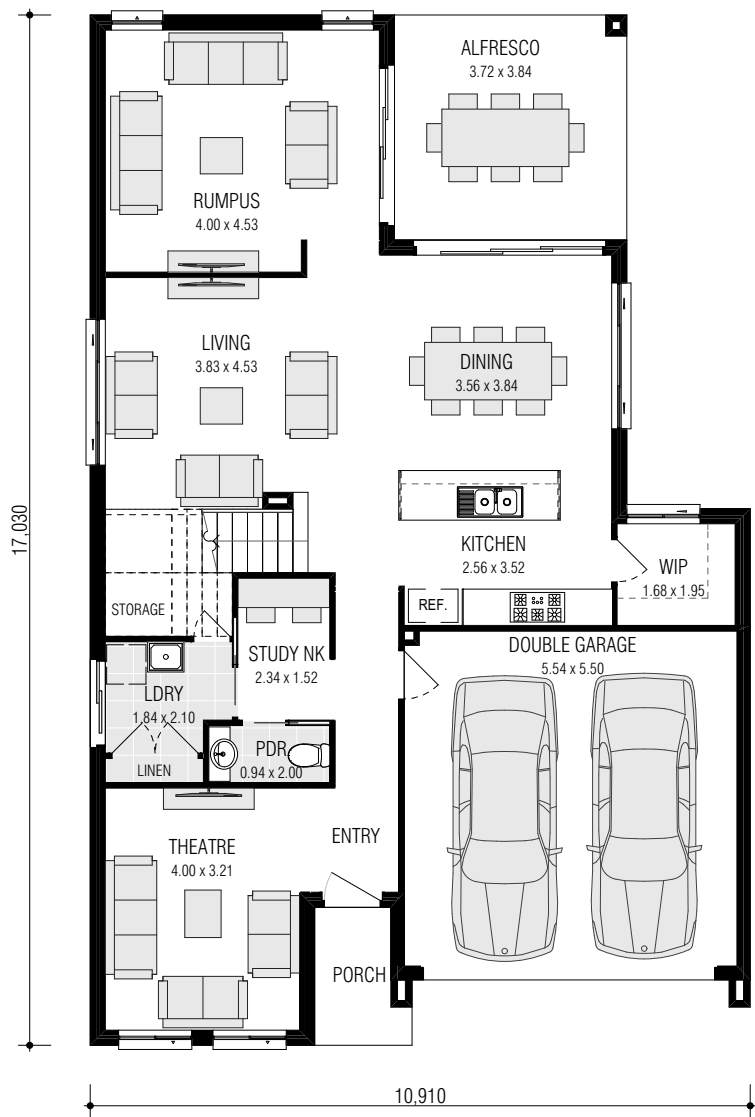 ALFRESCO
3.72 x 3.84
RUMPUS
4.00 x 4.53
LIVING
3.83 x 4.53
DINING
3.56 x 3.84
17,030
KITCHEN
2.56 x 3.52
WIP
1.68 x 1.95
REF.
STORAGE
STUDY NK
2.34 x 1.52
DOUBLE GARAGE
5.54 x 5.50
LDRY
1.84 x 2.10
LINEN
PDR
0.94 x 2.00
THEATRE
4.00 x 3.21
ENTRY
PORCH
10,910